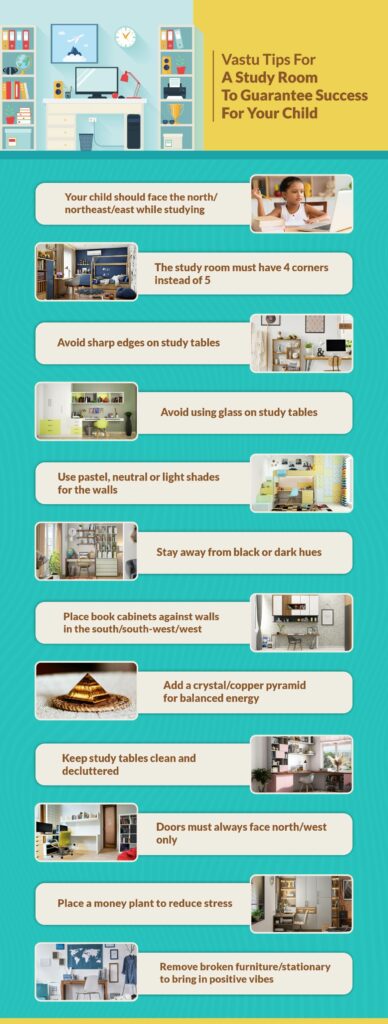 Vastu Tips For
A Study Room
To Guarantee Success
For Your Child
Your child should face the north/
northeast/east while studying
The study room must have 4 corners
instead of 5
Avoid sharp edges on study tables
Avoid using glass on study tables
Use pastel, neutral or light shades
for the walls
Stay away from black or dark hues
Place book cabinets against walls
in the south/south-west/west
Add a crystal/copper pyramid
for balanced energy
Keep study tables clean and
decluttered
Doors must always face north/west
only
Place a money plant to reduce stress
Remove broken furniture/stationary
to bring in positive vibes